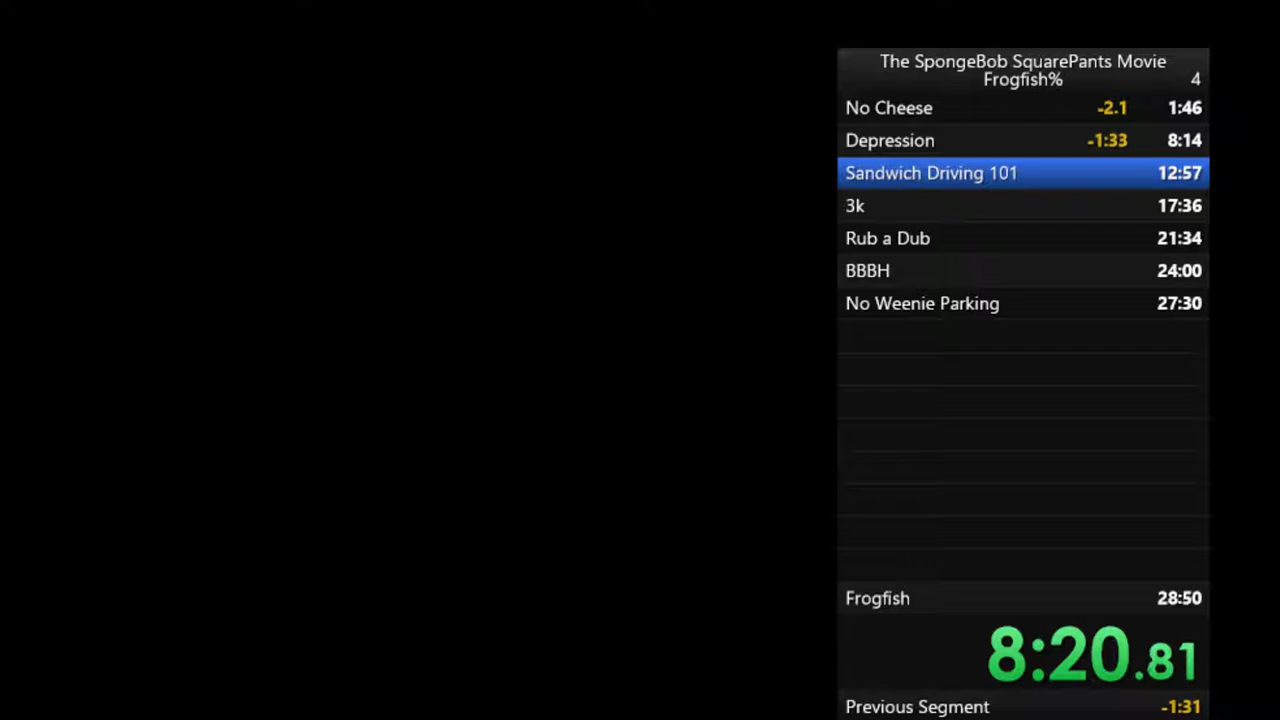 The SpongeBob SquarePants Movie
Frogfish% 4
No Cheese -2.1 1:46
Depression -1:33 8:14
Sandwich Driving 101 12:57
3k 17:36
Rub a Dub 21:34
BBBH 24:00
No Weenie Parking 27:30
Frogfish 28:50
8:20.81
Previous Segment -1:31